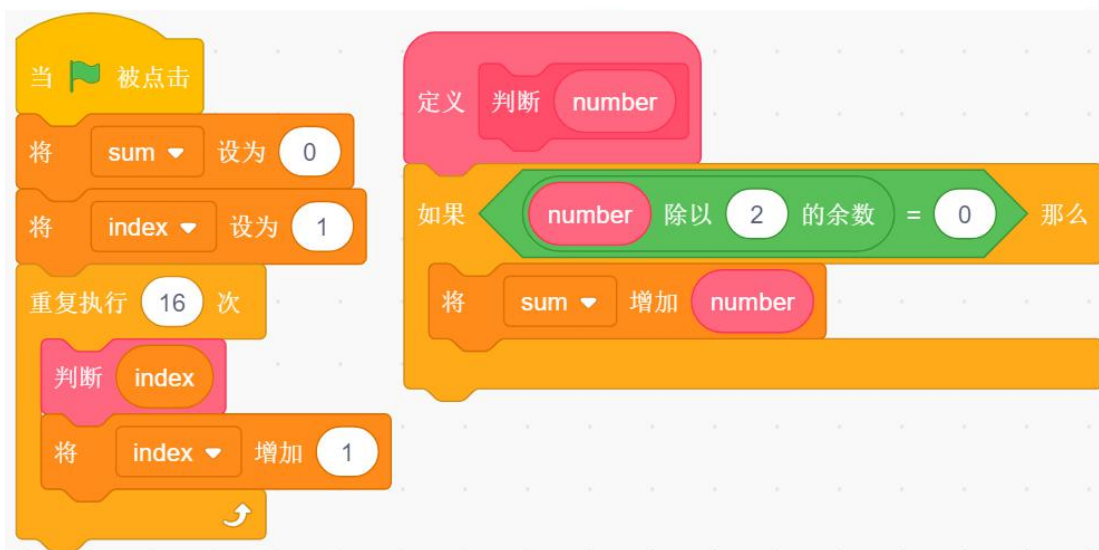 当 被点击
将 sum 设为 0
将 index 设为 1
重复执行 16 次
判断 index
将 index 增加 1
定义 判断 number
如果 number 除以 2 的余数 = 0 那么
将 sum 增加 number